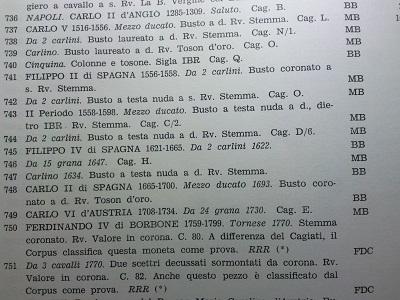 giero a cavallo a s. Rv. La B. Vergine
736 NAPOLI. CARLO II D'ANGIO 1285-1309. Saluto. Cag. B. BB
737 CARLO V 1516-1556. Mezzo ducato. Busto a d. Rv. Stemma. Cag. L. MB
738 Da 2 carlini. Busto laureato a d. Rv. Stemma. Cag. N/1. MB
739 Carlino. Busto laureato a d. Rv. Toson d'oro. Cag. O. MB
740 Cinquina. Colonne e tosone. Sigla IBR Cag. Q. BB
741 FILIPPO II di SPAGNA 1556-1558. Da 2 carlini. Busto coronato a
s. Rv. Stemma. BB
742 Da 2 carlini. Busto a testa nuda a s. Rv. Stemma. Cag. O. MB
743 II Periodo 1558-1598. Mezzo ducato. Busto a testa nuda a d., die-
tro IBR Rv. Stemma. Cag. C/2. MB
744 Da 2 carlini. Busto a testa nuda a d. Rv. Stemma. Cag. D/6. MB
745 FILIPPO IV di SPAGNA 1621-1665. Da 2 carlini 1622. BB
746 Da 15 grana 1647. Cag. H. MB
747 Carlino 1634. Busto a testa nuda a d. Rv. Stemma. BB
748 CARLO II di SPAGNA 1665-1700. Mezzo ducato 1693. Busto coro-
nato a d. Rv. Toson d'oro. BB
749 CARLO VI d'AUSTRIA 1708-1734. Da 24 grana 1730. Cag. E. MB
750 FERDINANDO IV di BORBONE 1759-1799. Tornese 1770. Stemma
coronato. Rv. Valore in corona. C. 80. A differenza del Cagiati, il
Corpus classifica questa moneta come prova. RRR (*) FDC
751 Da 3 cavalli 1770. Due scettri decussati sormontati da corona. Rv.
Valore in corona. C. 82. Anche questo pezzo è classificato dal
Corpus come prova. RRR (*) FDC